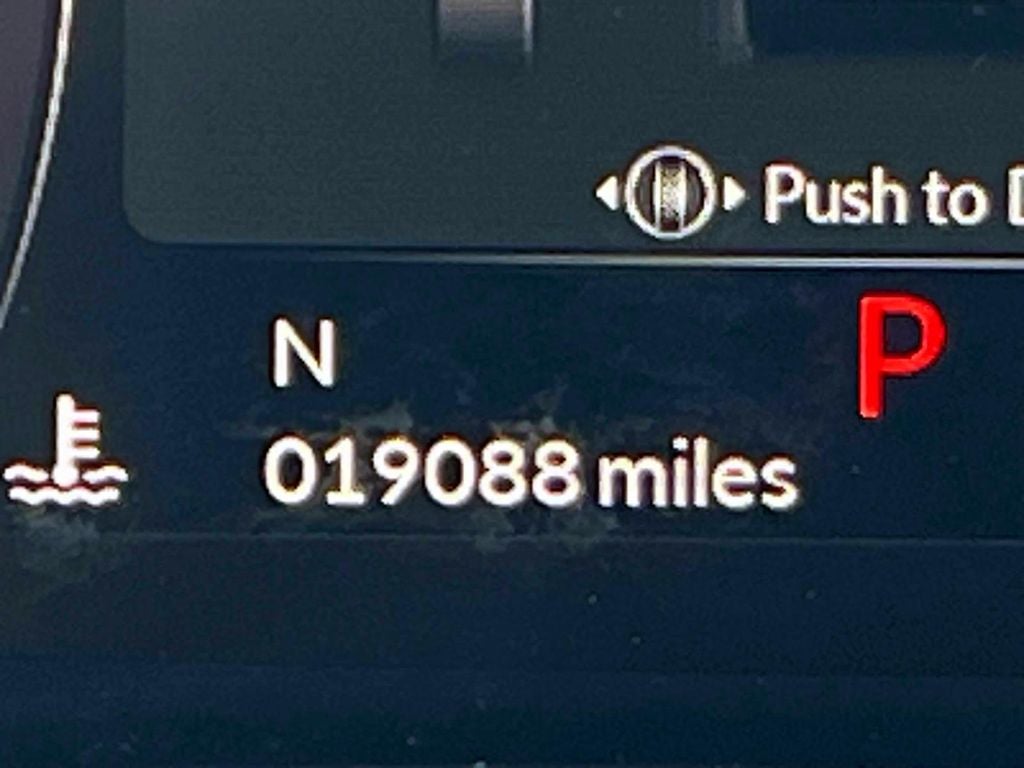 Push to
N
P
019088 miles